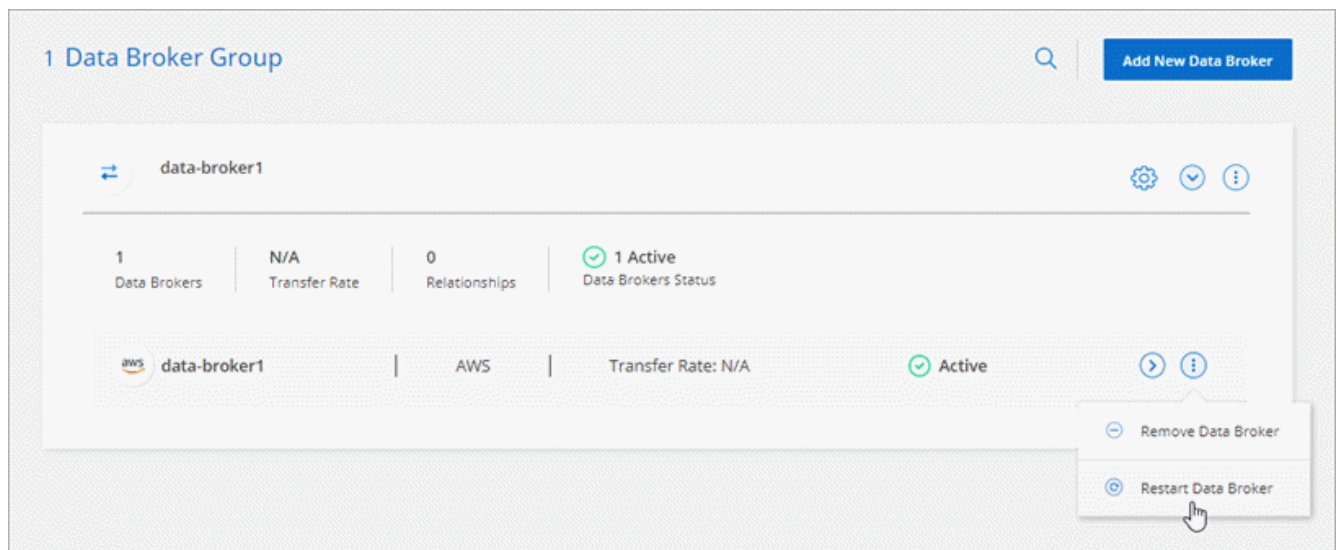 1 Data Broker Group
Add New Data Broker
data-broker1
1
Data Brokers
N/A
Transfer Rate
0
Relationships
1 Active
Data Brokers Status
aws
data-broker1
AWS
Transfer Rate: N/A
Active
Remove Data Broker
Restart Data Broker